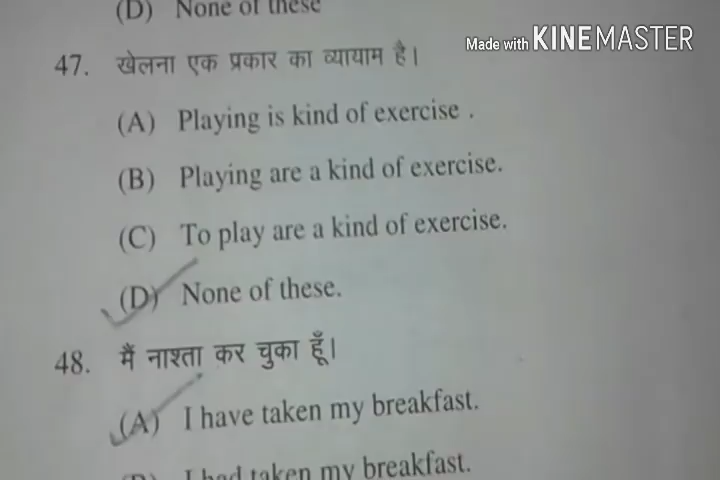 (D) None of these
Made with KINEMASTER
47. खेलना एक प्रकार का व्यायाम है।
(A) Playing is kind of exercise .
(B) Playing are a kind of exercise.
(C) To play are a kind of exercise.
(D) None of these.
48. मैं नाश्ता कर चुका हूँ।
(A) I have taken my breakfast.
I had taken my breakfast.